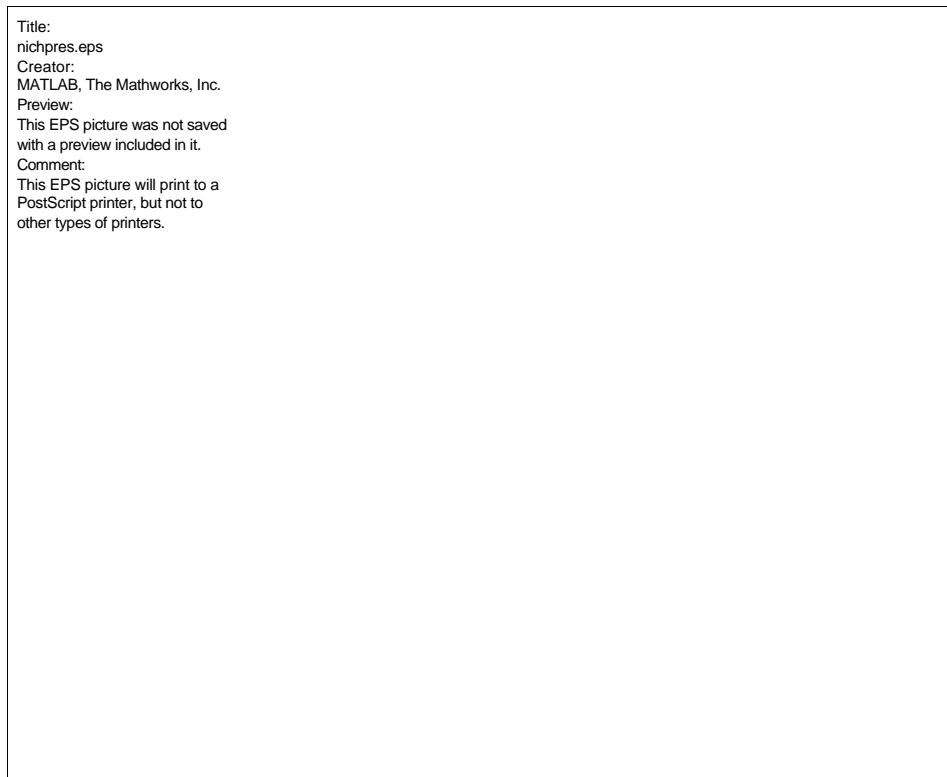 Title:
nichpres.eps
Creator:
MATLAB, The Mathworks, Inc.
Preview:
This EPS picture was not saved
with a preview included in it.
Comment:
This EPS picture will print to a
PostScript printer, but not to
other types of printers.